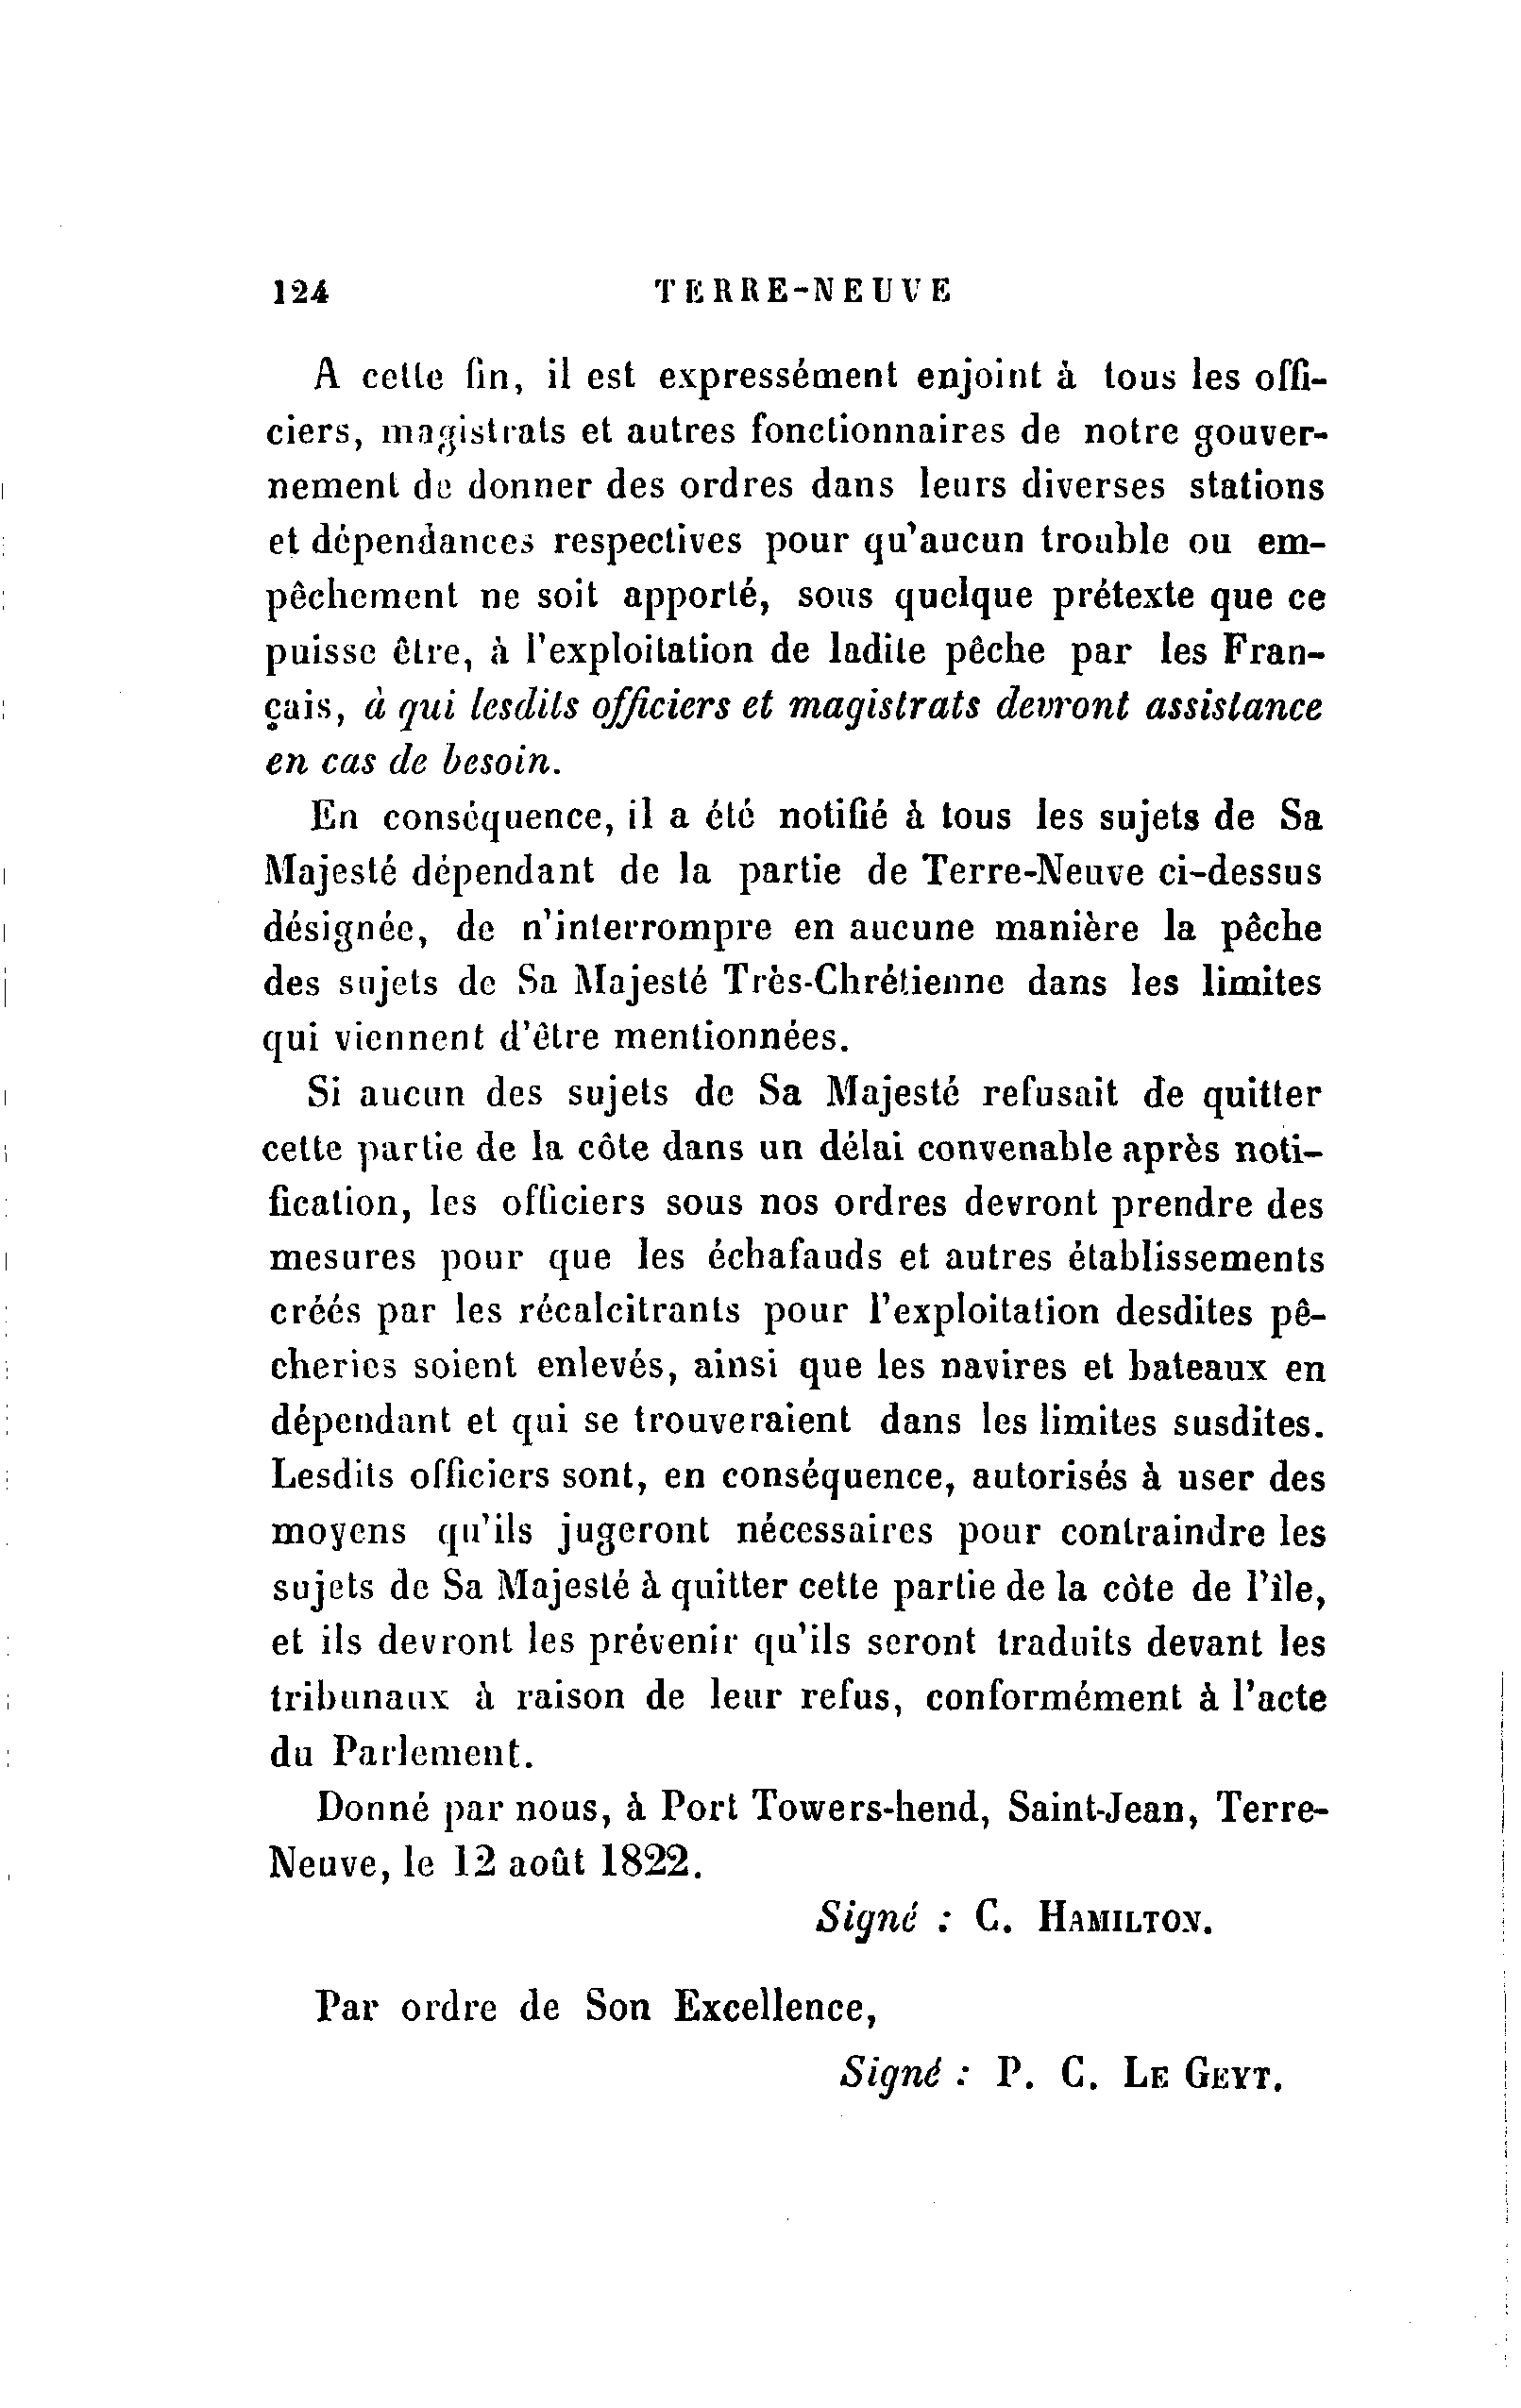 124 TERRE-NEUVE
A cette fin, il est expressément enjoint à tous les offi-
ciers, magistrats et autres fonctionnaires de notre gouver-
nement de donner des ordres dans leurs diverses stations
et dépendances respectives pour qu'aucun trouble ou em-
pêchement ne soit apporté, sous quelque prétexte que ce
puisse être, à l'exploitation de ladite pêche par les Fran-
çais, à qui lesdits officiers et magistrats devront assistance
en cas de besoin.
En conséquence, il a été notifié à tous les sujets de Sa
Majesté dépendant de la partie de Terre-Neuve ci-dessus
désignée, de n'interrompre en aucune manière la pêche
des sujets de Sa Majesté Très-Chrétienne dans les limites
qui viennent d'être mentionnées.
Si aucun des sujets de Sa Majesté refusait de quitter
cette partie de la côte dans un délai convenable après noti-
fication, les officiers sous nos ordres devront prendre des
mesures pour que les échafauds et autres établissements
créés par les récalcitrants pour l'exploitation desdites pê-
cheries soient enlevés, ainsi que les navires et bateaux en
dépendant et qui se trouveraient dans les limites susdites.
Lesdits officiers sont, en conséquence, autorisés à user des
moyens qu'ils jugeront nécessaires pour contraindre les
sujets de Sa Majesté à quitter cette partie de la côte de l'île,
et ils devront les prévenir qu'ils seront traduits devant les
tribunaux à raison de leur refus, conformément à l'acte
du Parlement.
Donné par nous, à Port Towers-hend, Saint-Jean, Terre-
Neuve, le 12 août 1822.
Signé : C. HAMILTON.
Par ordre de Son Excellence,
Signé : P. C. LE GEYT.